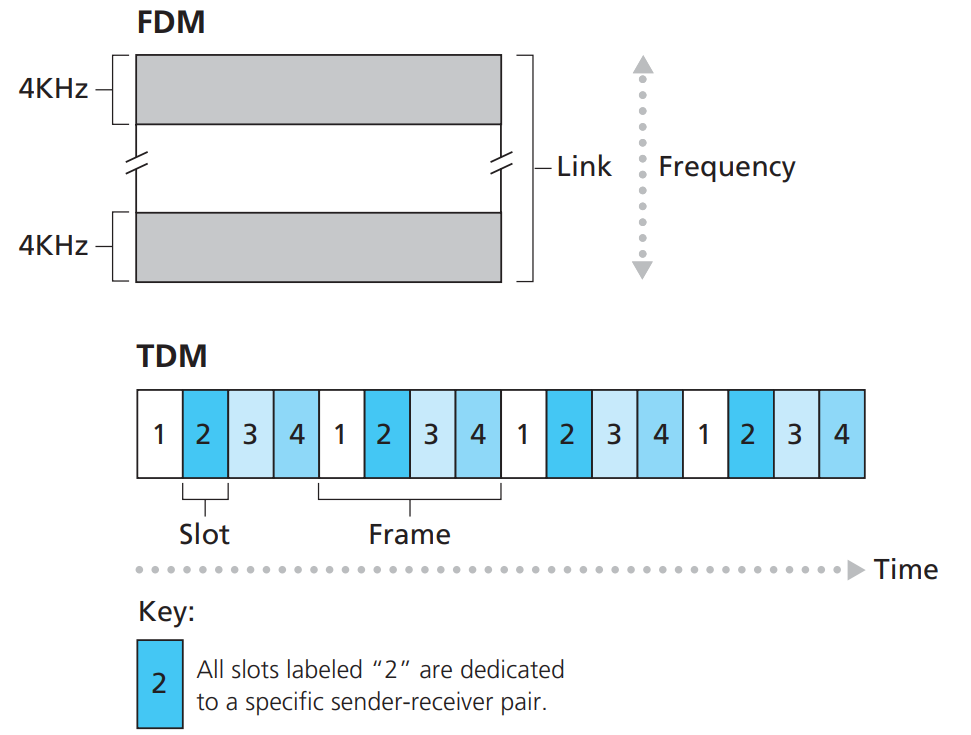 FDM
4KHz
Link
Frequency
4KHz
TDM
1 2 3 4 1 2 3 4 1 2 3 4 1 2 3 4
Slot
Frame
Time
Key:
2
All slots labeled “2” are dedicated
to a specific sender-receiver pair.